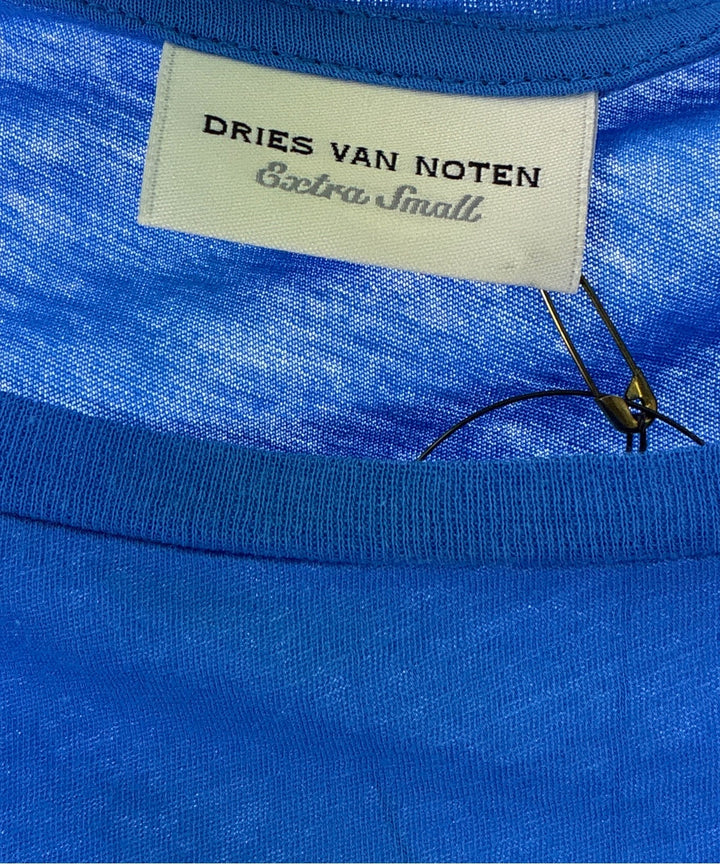 DRIES VAN NOTEN
Extra Small